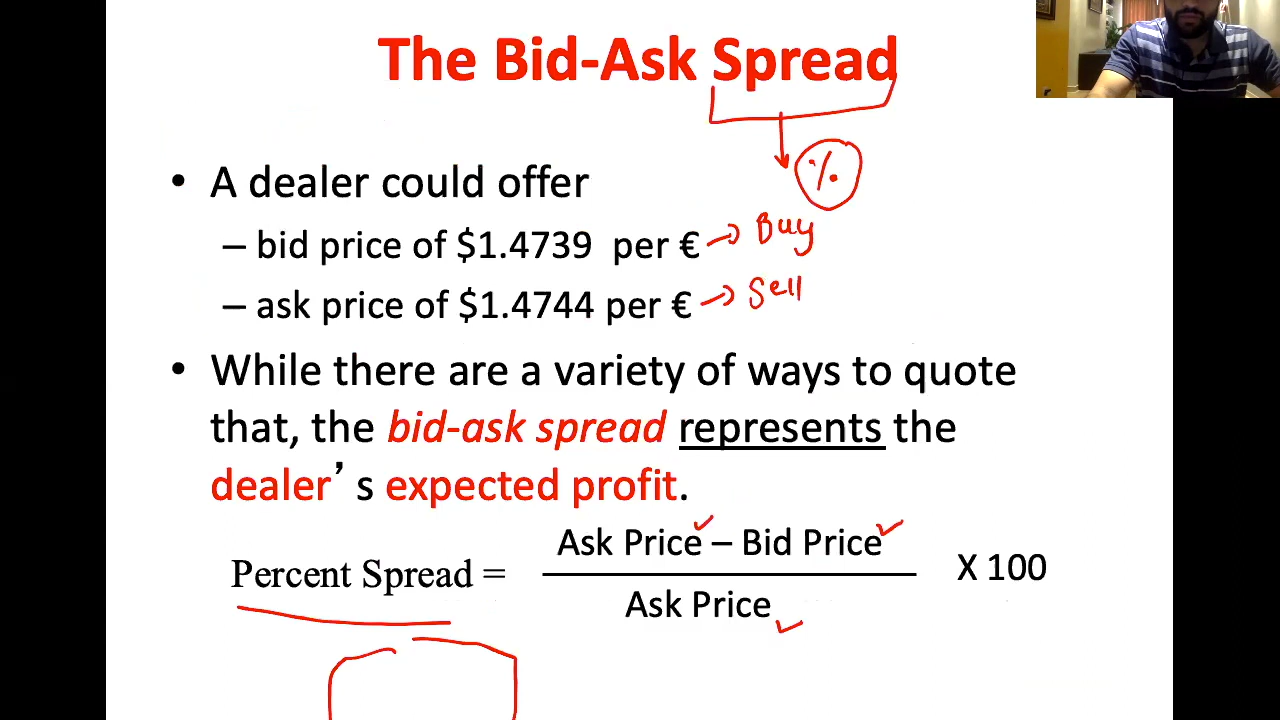 The Bid-Ask Spread
%
• A dealer could offer
– bid price of $1.4739 per € → Buy
– ask price of $1.4744 per € → Sell
• While there are a variety of ways to quote
that, the bid-ask spread represents the
dealer’s expected profit.
Ask Price – Bid Price
Percent Spread = X 100
Ask Price